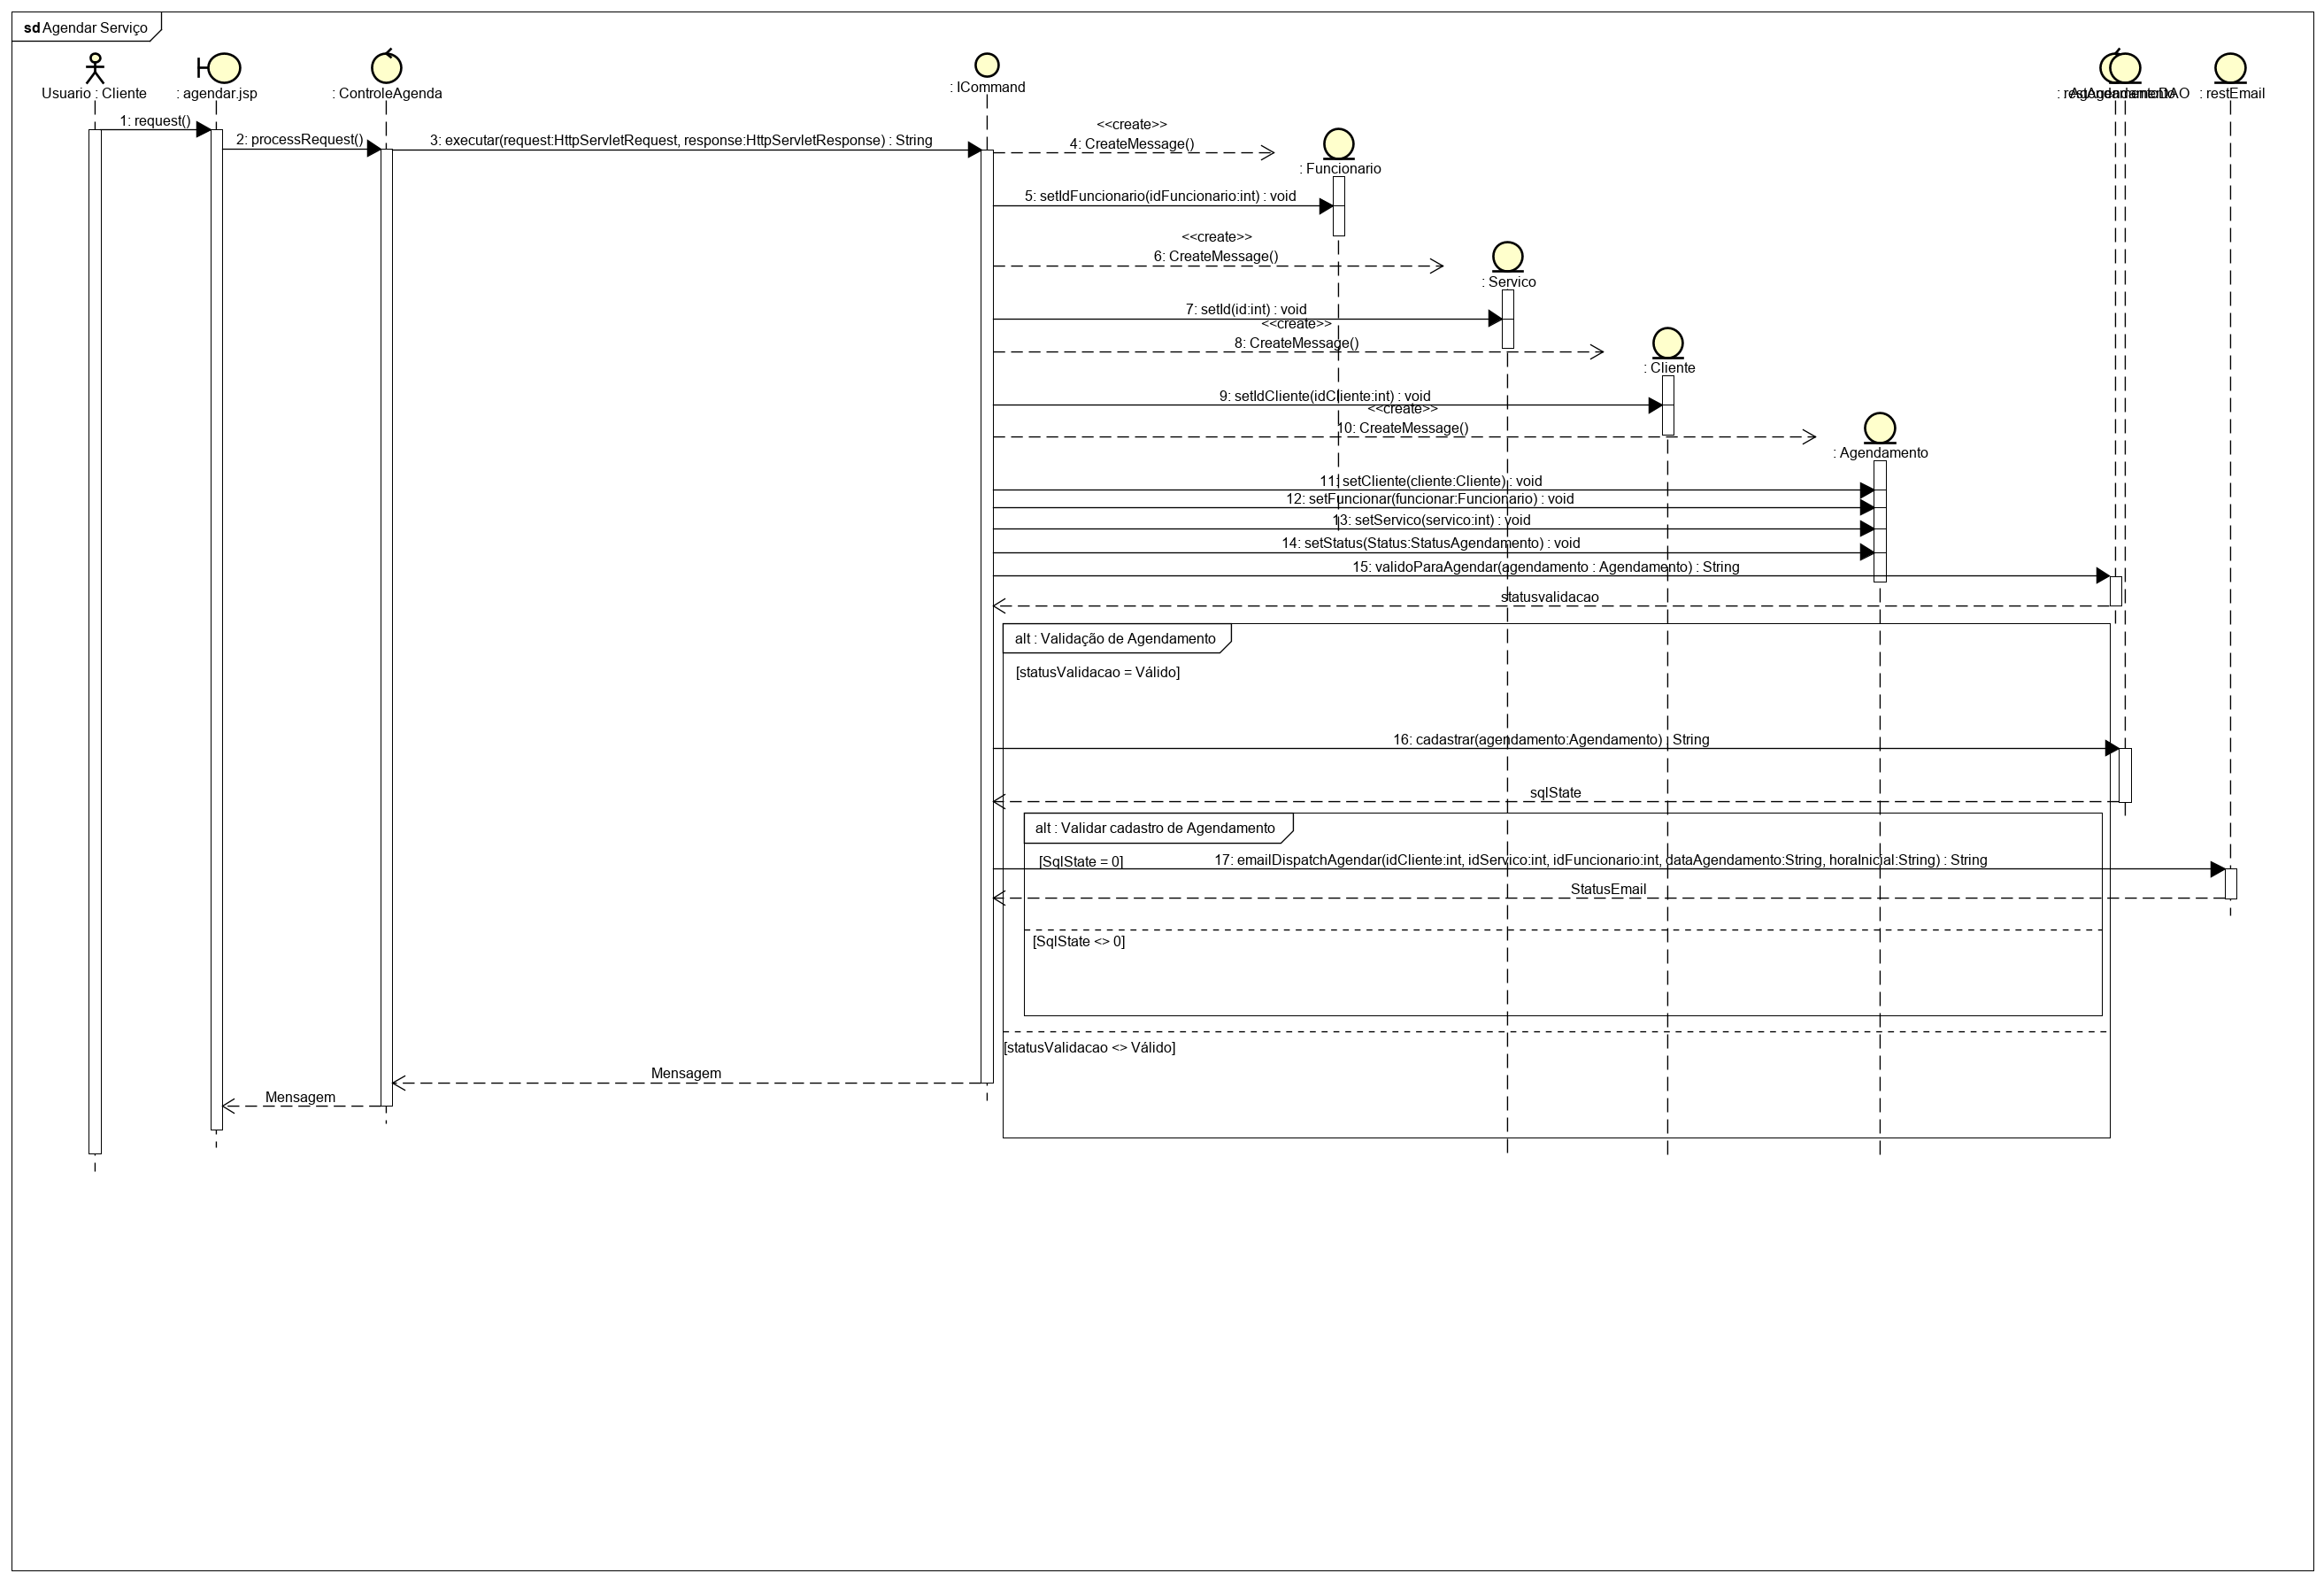 sd Agendar Serviço
Usuario : Cliente
: agendar.jsp
: ControleAgenda
: ICommand
: restEmail
1: request()
2: processRequest()
3: executar(request:HttpServletRequest, response:HttpServletResponse) : String
<<create>>
4: CreateMessage()
: Funcionario
5: setIdFuncionario(idFuncionario:int) : void
<<create>>
6: CreateMessage()
: Servico
7: setId(id:int) : void
<<create>>
8: CreateMessage()
: Cliente
9: setIdCliente(idCliente:int) : void
<<create>>
10: CreateMessage()
: Agendamento
11: setCliente(cliente:Cliente) : void
12: setFuncionar(funcionar:Funcionario) : void
13: setServico(servico:int) : void
14: setStatus(Status:StatusAgendamento) : void
15: validoParaAgendar(agendamento : Agendamento) : String
statusvalidacao
alt : Validação de Agendamento
[statusValidacao = Válido]
16: cadastrar(agendamento:Agendamento) : String
sqlState
alt : Validar cadastro de Agendamento
[SqlState = 0]
17: emailDispatchAgendar(idCliente:int, idServico:int, idFuncionario:int, dataAgendamento:String, horaInicial:String) : String
StatusEmail
[SqlState <> 0]
[statusValidacao <> Válido]
Mensagem
Mensagem